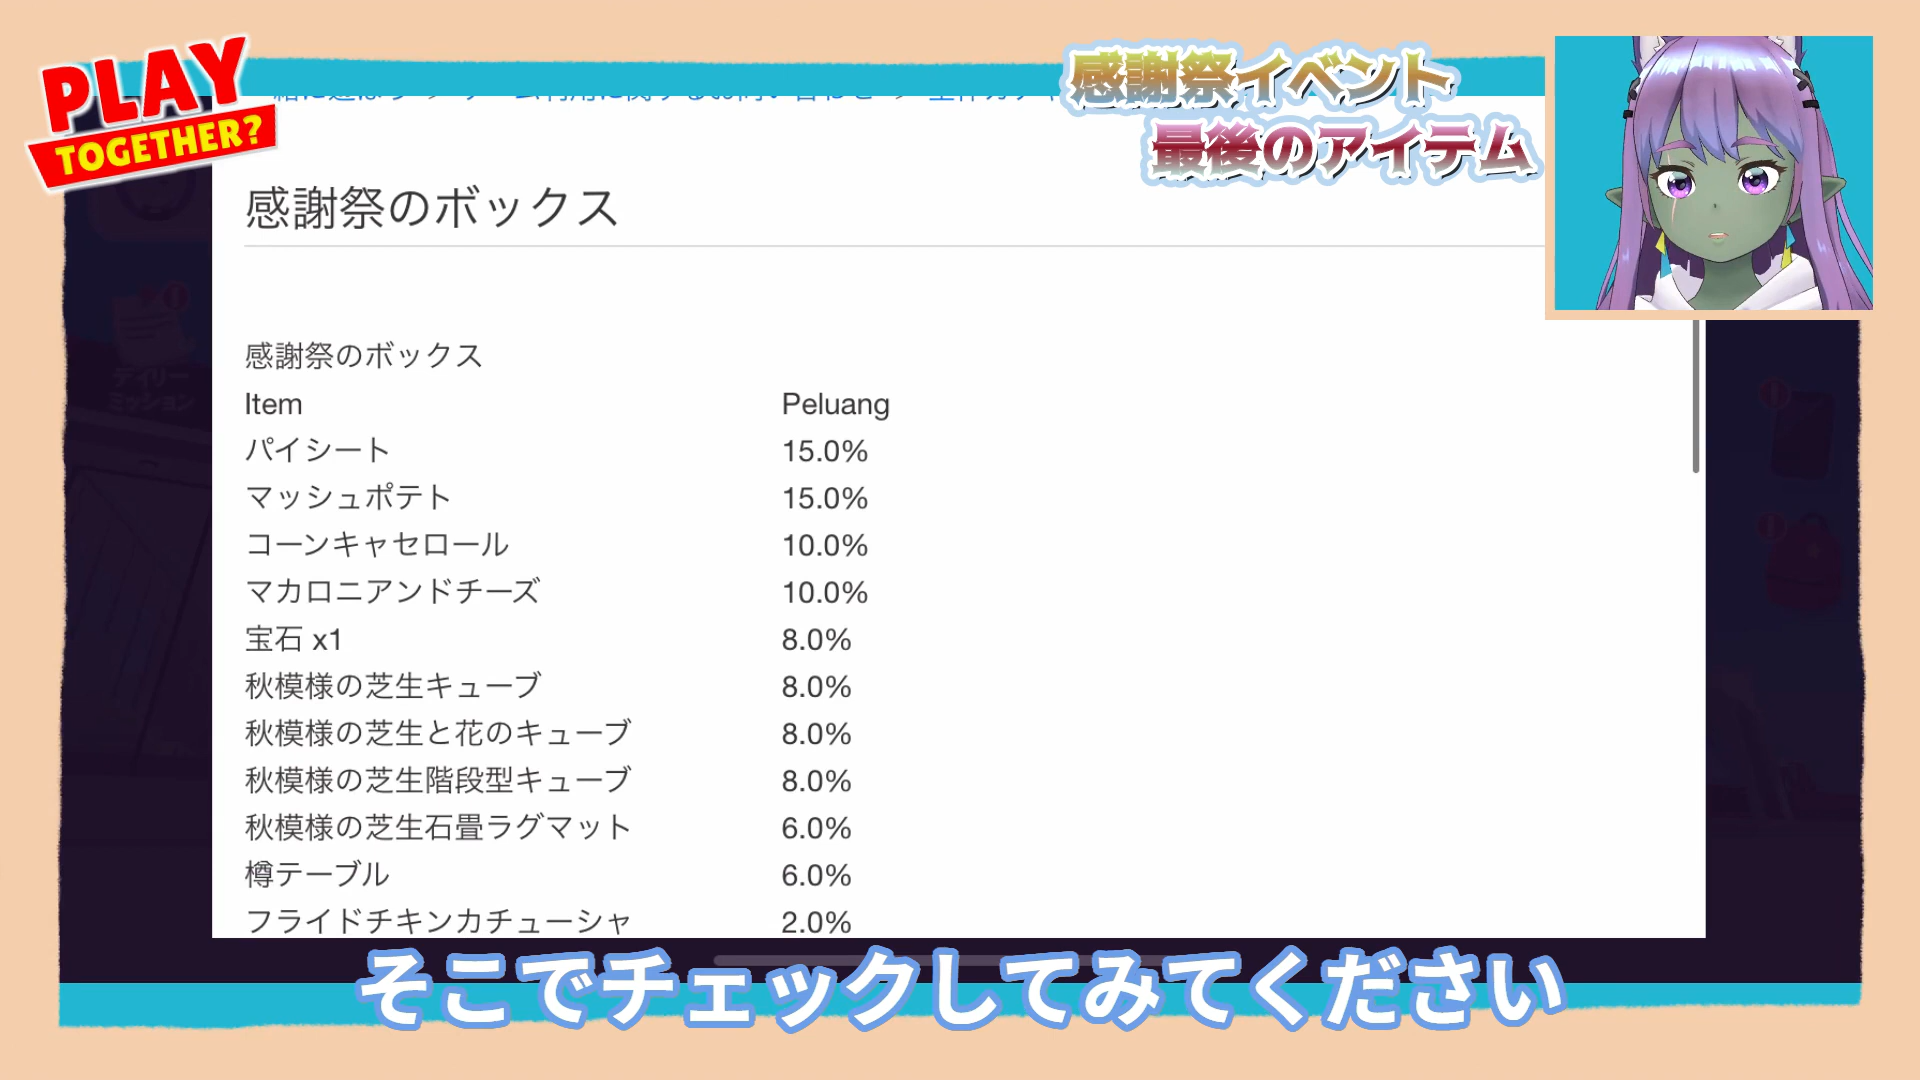 PLAY
TOGETHER?
感謝祭イベント
最後のアイテム
感謝祭のボックス
感謝祭のボックス
Item Peluang
パイシート 15.0%
マッシュポテト 15.0%
コーンキャセロール 10.0%
マカロニアンドチーズ 10.0%
宝石 x1 8.0%
秋模様の芝生キューブ 8.0%
秋模様の芝生と花のキューブ 8.0%
秋模様の芝生階段型キューブ 8.0%
秋模様の芝生石畳ラグマット 6.0%
樽テーブル 6.0%
フライドチキンカチューシャ 2.0%
デイリー
ミッション
そこでチェックしてみてください